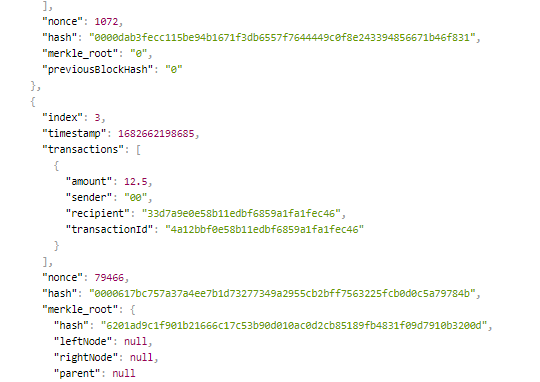 ],
"nonce": 1072,
"hash": "0000dab3fecc115be94b1671f3db6557f7644449c0f8e243394856671b46f831",
"merkle_root": "0",
"previousBlockHash": "0"
},
{
"index": 3,
"timestamp": 1682662198685,
"transactions": [
{
"amount": 12.5,
"sender": "00",
"recipient": "33d7a9e0e58b11edbf6859a1fa1fec46",
"transactionId": "4a12bbf0e58b11edbf6859a1fa1fec46"
}
],
"nonce": 79466,
"hash": "0000617bc757a37a4ee7b1d73277349a2955cb2bff7563225fcb0d0c5a79784b",
"merkle_root": {
"hash": "6201ad9c1f901b21666c17c53b90d010ac0d2cb85189fb4831f09d7910b3200d",
"leftNode": null,
"rightNode": null,
"parent": null